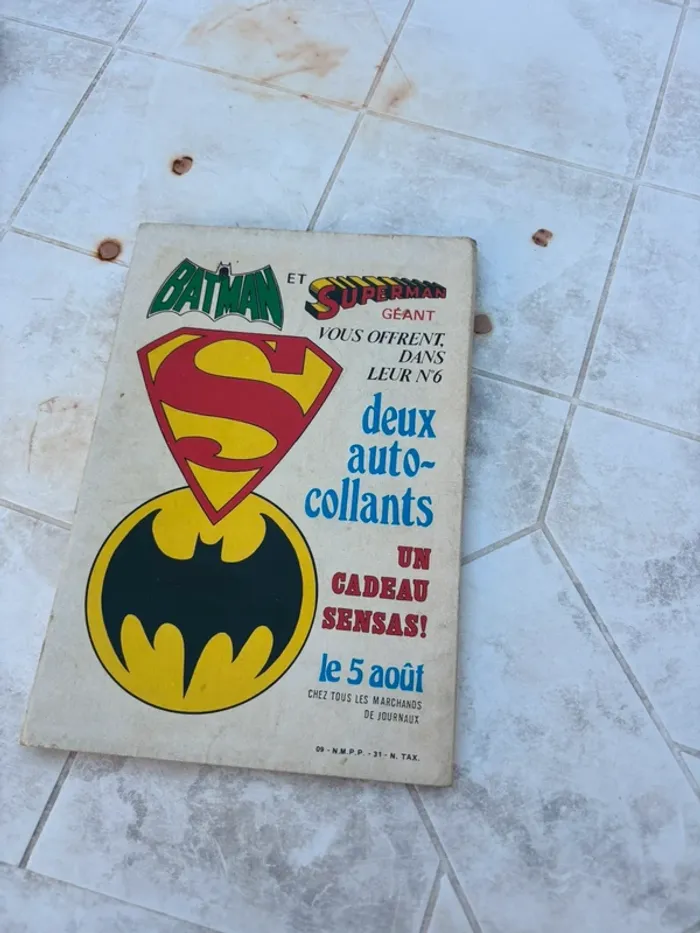 BATMAN ET SUPERMAN
GÉANT
VOUS OFFRENT,
DANS
LEUR N°6
deux
auto-
collants
UN
CADEAU
SENSAS!
le 5 août
CHEZ TOUS LES MARCHANDS
DE JOURNAUX
09 - N.M.P.P. - 31 - N. TAX.